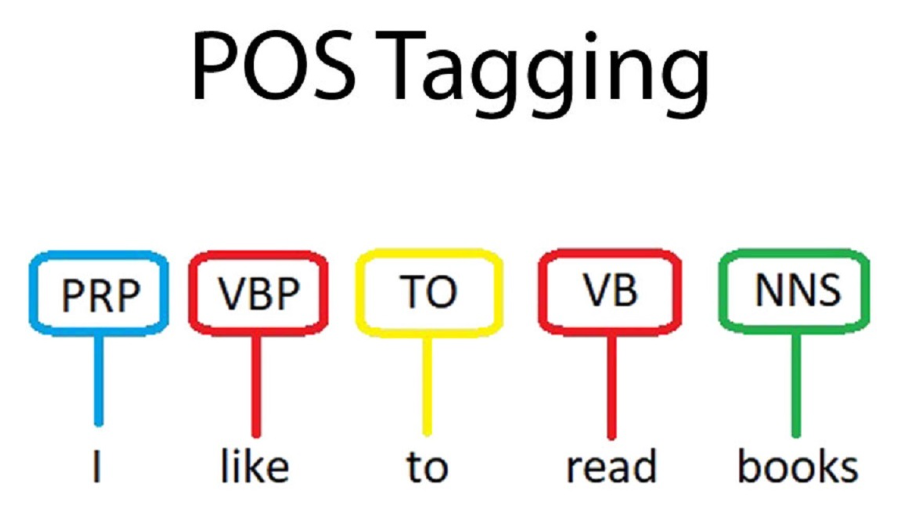 POS Tagging
PRP VBP TO VB NNS
I like to read books